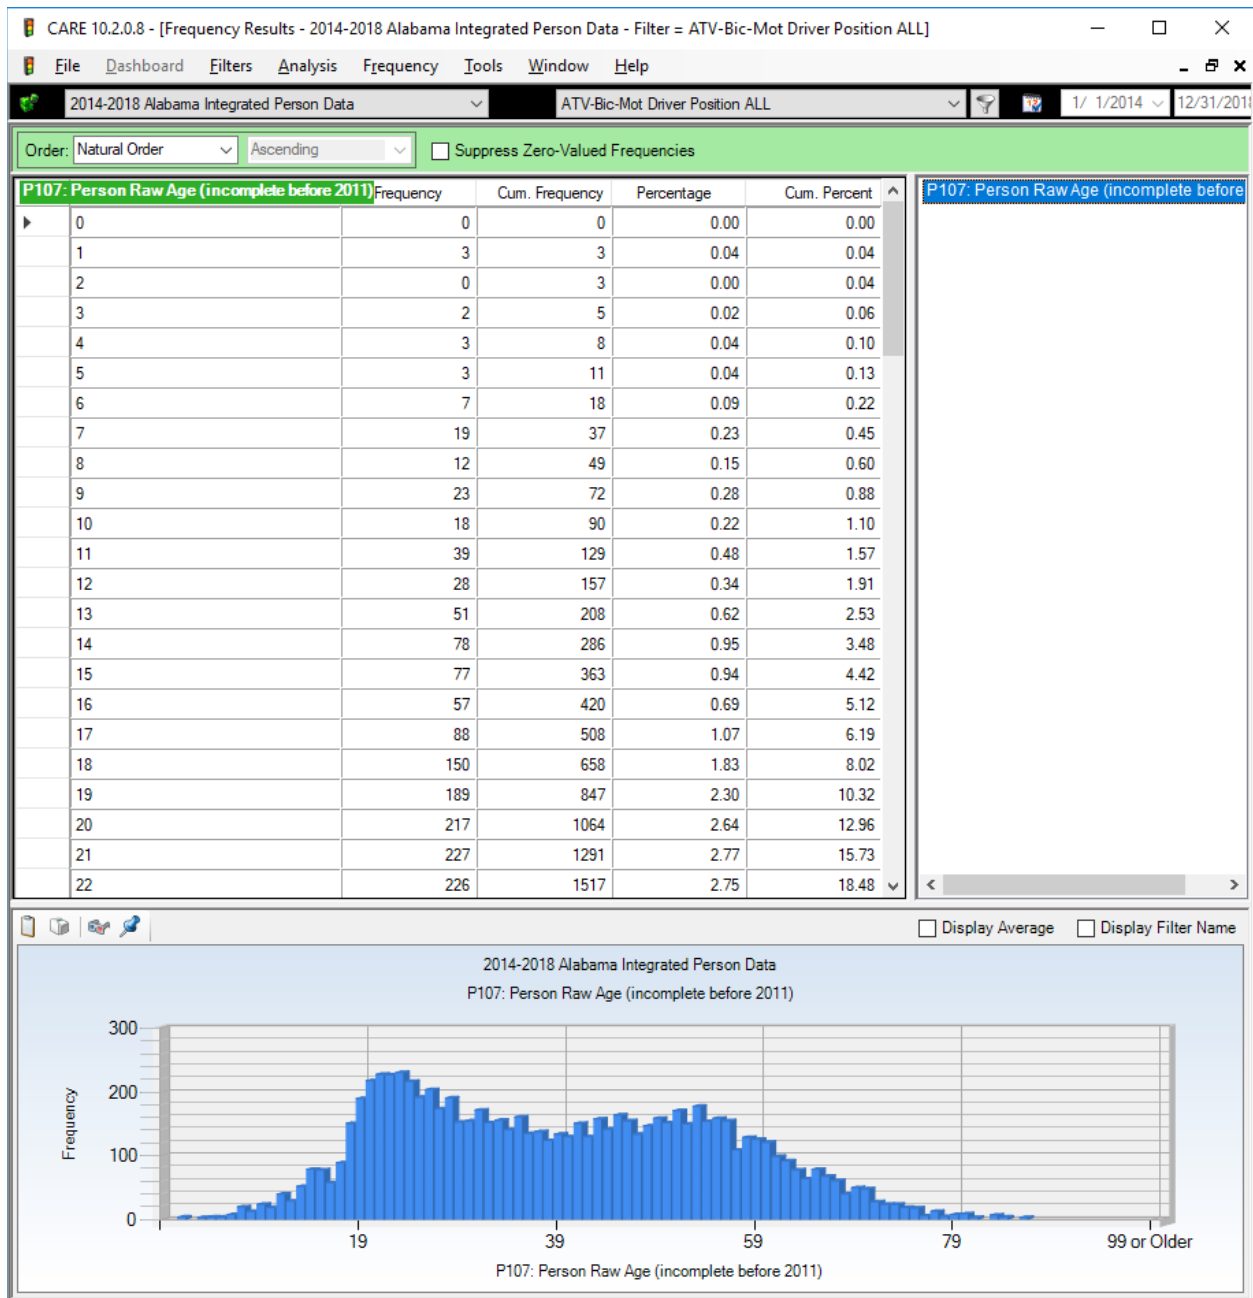 CARE 10.2.0.8 - [Frequency Results - 2014-2018 Alabama Integrated Person Data - Filter = ATV-Bic-Mot Driver Position ALL]
File Dashboard Filters Analysis Frequency Tools Window Help
2014-2018 Alabama Integrated Person Data ATV-Bic-Mot Driver Position ALL 1/ 1/2014 12/31/201
Order: Natural Order Ascending Suppress Zero-Valued Frequencies
P107: Person Raw Age (incomplete before 2011) Frequency Cum. Frequency Percentage Cum. Percent P107: Person Raw Age (incomplete before
0 0 0 0.00 0.00
1 3 3 0.04 0.04
2 0 3 0.00 0.04
3 2 5 0.02 0.06
4 3 8 0.04 0.10
5 3 11 0.04 0.13
6 7 18 0.09 0.22
7 19 37 0.23 0.45
8 12 49 0.15 0.60
9 23 72 0.28 0.88
10 18 90 0.22 1.10
11 39 129 0.48 1.57
12 28 157 0.34 1.91
13 51 208 0.62 2.53
14 78 286 0.95 3.48
15 77 363 0.94 4.42
16 57 420 0.69 5.12
17 88 508 1.07 6.19
18 150 658 1.83 8.02
19 189 847 2.30 10.32
20 217 1064 2.64 12.96
21 227 1291 2.77 15.73
22 226 1517 2.75 18.48
Display Average Display Filter Name
2014-2018 Alabama Integrated Person Data
P107: Person Raw Age (incomplete before 2011)
300
200
100
0
Frequency
19 39 59 79 99 or Older
P107: Person Raw Age (incomplete before 2011)